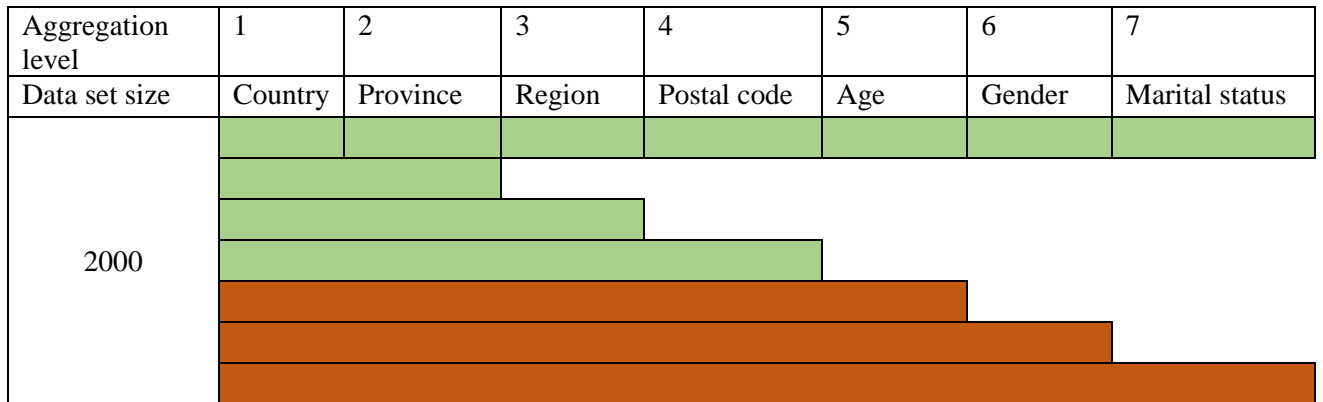 Aggregation level 1 2 3 4 5 6 7
Data set size Country Province Region Postal code Age Gender Marital status
2000